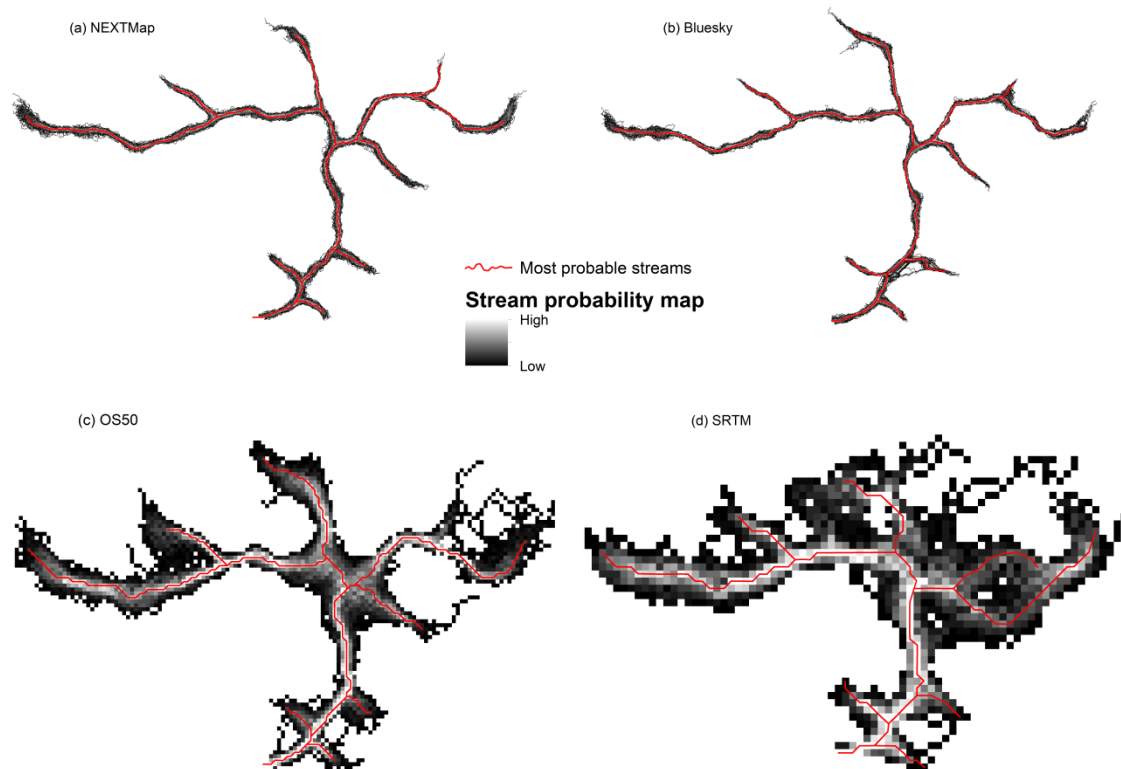 (a) NEXTMap
(b) Bluesky
Most probable streams
Stream probability map
High
Low
(c) OS50
(d) SRTM